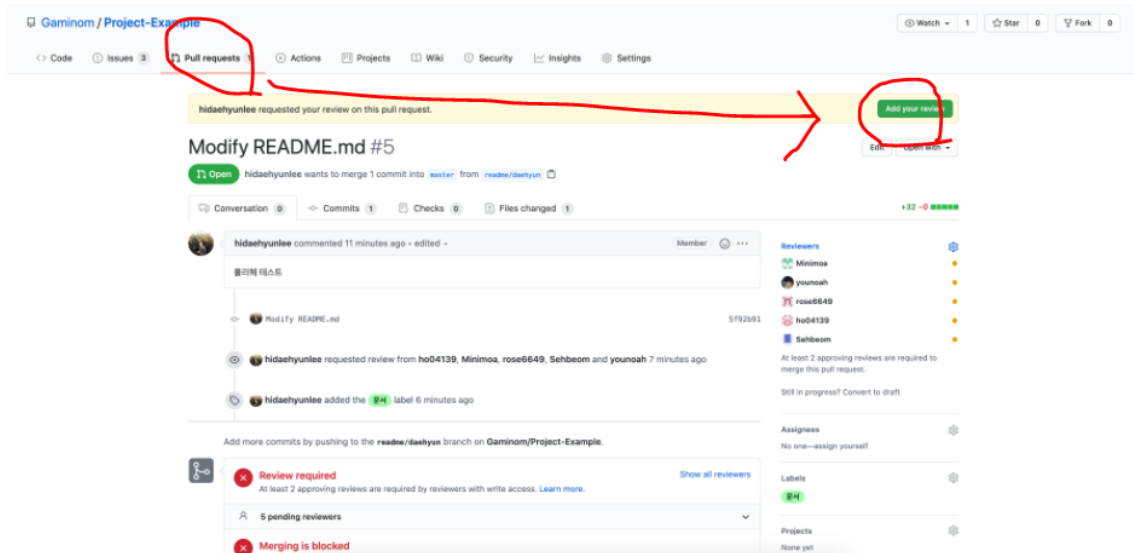 Gaminom / Project-Example
Watch 1 Star 0 Fork 0
Code Issues 3 Pull requests 1 Actions Projects Wiki Security Insights Settings
hidaehyunlee requested your review on this pull request. Add your review
Modify README.md #5
Edit Open with
Open hidaehyunlee wants to merge 1 commit into master from readme/daehyun
Conversation 0 Commits 1 Checks 0 Files changed 1
+32 −0
hidaehyunlee commented 11 minutes ago • edited
Member
풀리퀘 테스트
Modify README.md 5f92b91
hidaehyunlee requested review from ho04139, Minimoa, rose6649, Sehbeom and younoah 7 minutes ago
hidaehyunlee added the 문서 label 6 minutes ago
Add more commits by pushing to the readme/daehyun branch on Gaminom/Project-Example.
Review required
Show all reviewers
At least 2 approving reviews are required by reviewers with write access. Learn more.
5 pending reviewers
Merging is blocked
Reviewers
Minimoa
younoah
rose6649
ho04139
Sehbeom
At least 2 approving reviews are required to
merge this pull request.
Still in progress? Convert to draft
Assignees
No one—assign yourself
Labels
문서
Projects
None yet